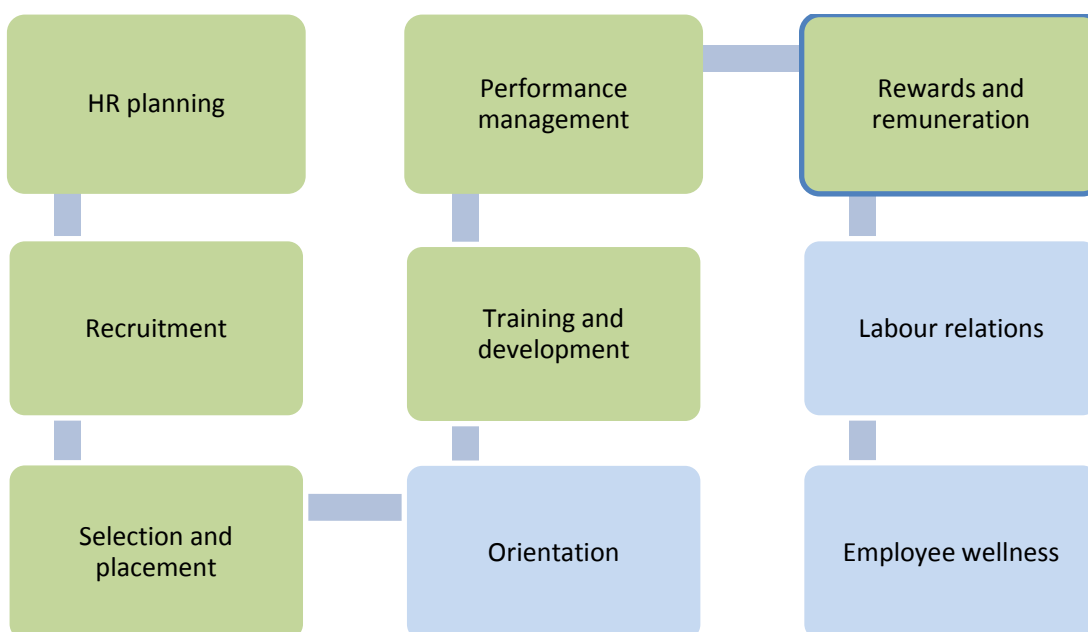 HR planning
Recruitment
Selection and
placement
Orientation
Training and
development
Performance
management
Rewards and
remuneration
Labour relations
Employee wellness